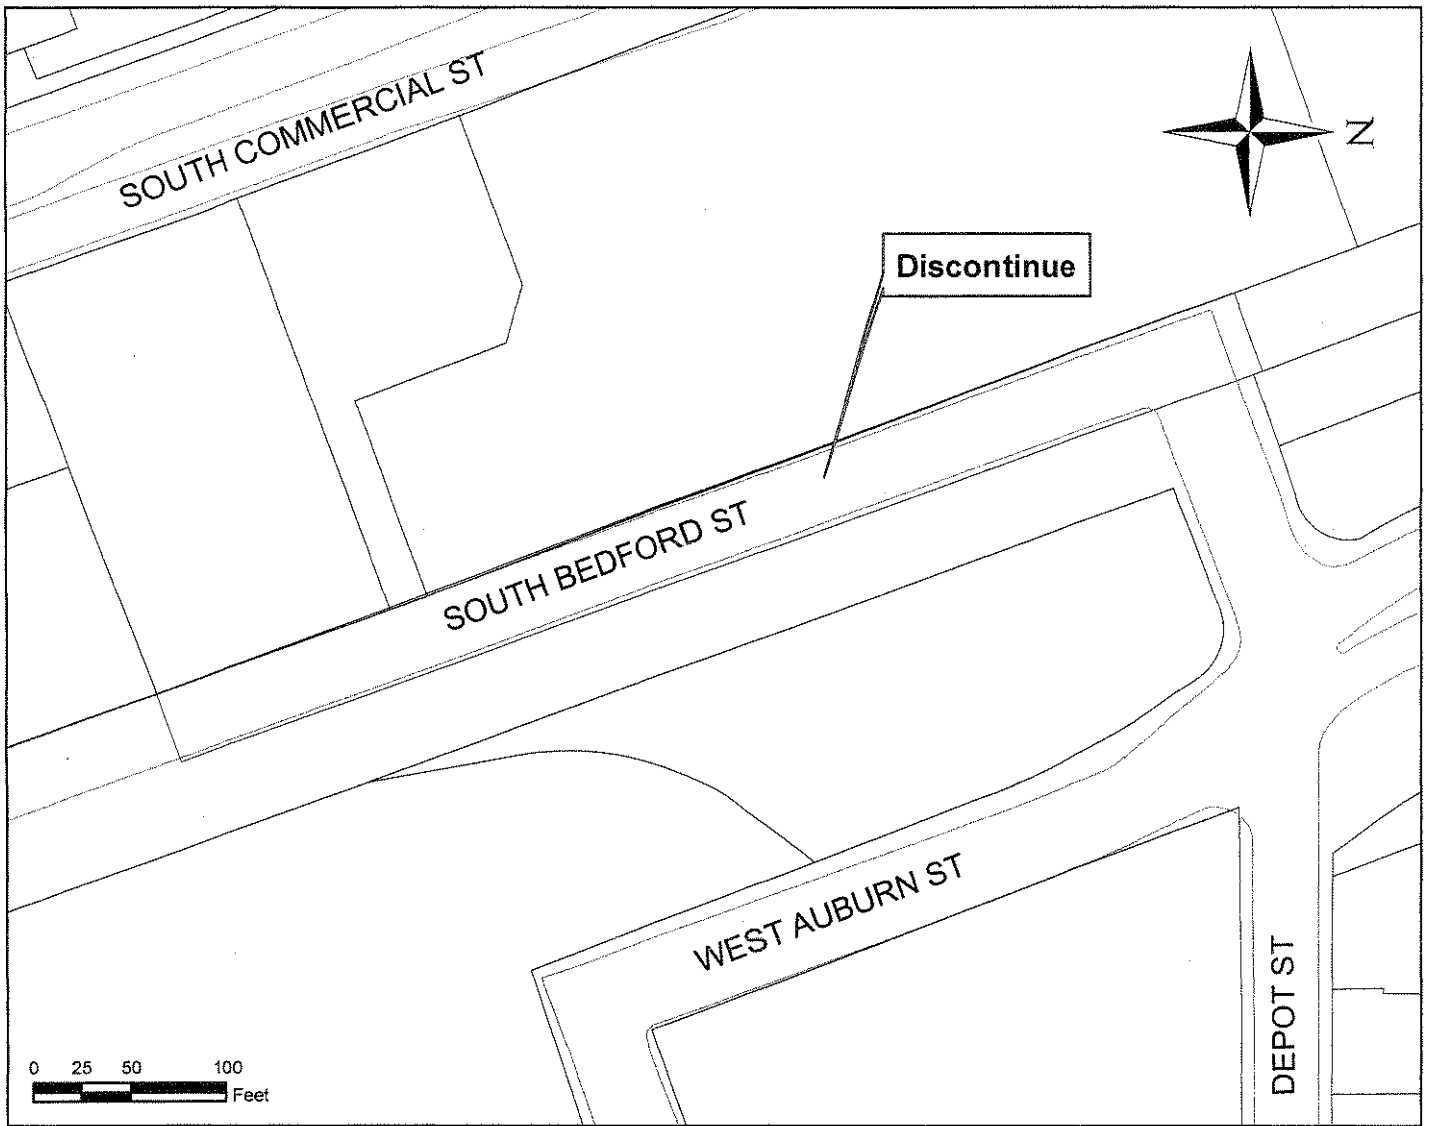 SOUTH COMMERCIAL ST
N
Discontinue
SOUTH BEDFORD ST
WEST AUBURN ST
DEPOT ST
0 25 50 100
Feet